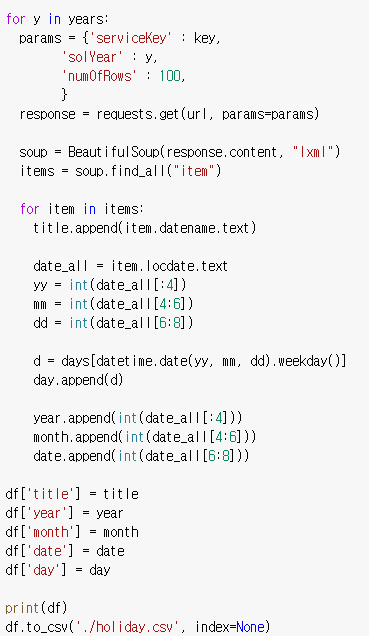 for y in years:
params = {'serviceKey' : key,
'solYear' : y,
'numOfRows' : 100,
}
response = requests.get(url, params=params)
soup = BeautifulSoup(response.content, "lxml")
items = soup.find_all("item")
for item in items:
title.append(item.datename.text)
date_all = item.locdate.text
yy = int(date_all[:4])
mm = int(date_all[4:6])
dd = int(date_all[6:8])
d = days[datetime.date(yy, mm, dd).weekday()]
day.append(d)
year.append(int(date_all[:4]))
month.append(int(date_all[4:6]))
date.append(int(date_all[6:8]))
df['title'] = title
df['year'] = year
df['month'] = month
df['date'] = date
df['day'] = day
print(df)
df.to_csv('./holiday.csv', index=None)